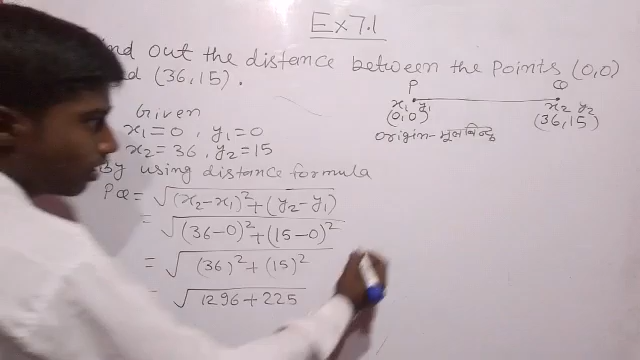 Ex 7.1
nd out the distance between the points (0,0)
d (36,15).
P Q
x₁ y₁ x₂ y₂
(0,0) (36,15)
origin - मूलबिन्दु
Given
x₁=0 , y₁=0
x₂=36 , y₂=15
By using distance formula
PQ = √(x₂-x₁)²+(y₂-y₁)
= √(36-0)²+(15-0)²
= √(36)²+(15)²
= √1296+225